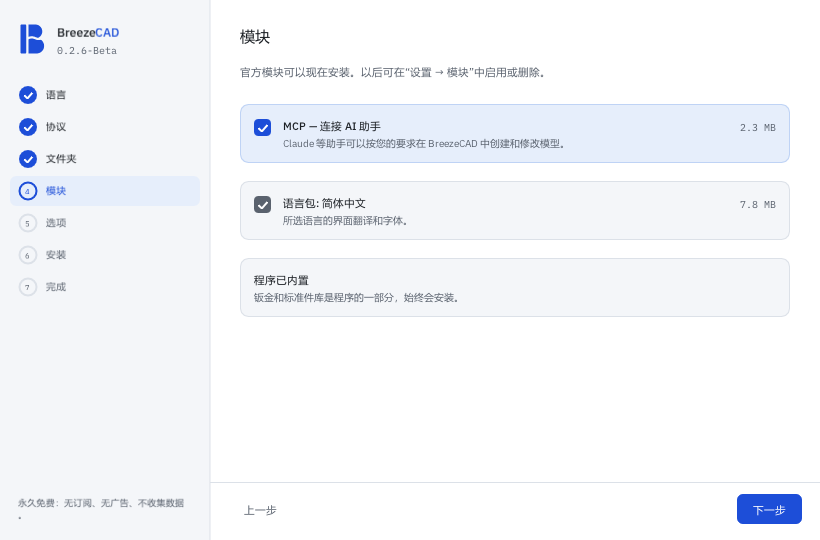 BreezeCAD
0.2.6-Beta
语言
协议
文件夹
4 模块
5 选项
6 安装
7 完成
永久免费：无订阅、无广告、不收集数据
。
模块
官方模块可以现在安装。以后可在“设置 → 模块”中启用或删除。
MCP — 连接 AI 助手
2.3 MB
Claude 等助手可以按您的要求在 BreezeCAD 中创建和修改模型。
语言包: 简体中文
7.8 MB
所选语言的界面翻译和字体。
程序已内置
钣金和标准件库是程序的一部分，始终会安装。
上一步
下一步